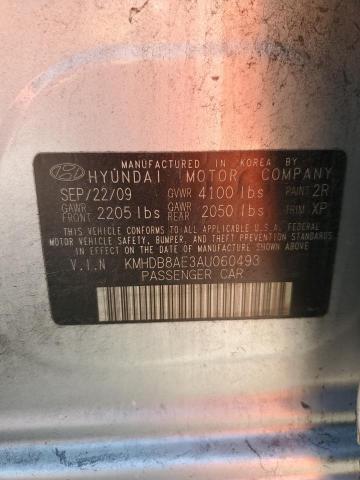 MANUFACTURED IN KOREA BY
HYUNDAI MOTOR COMPANY
SEP/22/09 GVWR 4100 lbs PAINT 2R
GAWR FRONT 2205 lbs GAWR REAR 2050 lbs TRIM XP
THIS VEHICLE CONFORMS TO ALL APPLICABLE U.S.A. FEDERAL
MOTOR VEHICLE SAFETY, BUMPER, AND THEFT PREVENTION STANDARDS
IN EFFECT ON THE DATE OF MANUFACTURE SHOWN ABOVE.
V.I.N KMHDB8AE3AU060493
PASSENGER CAR